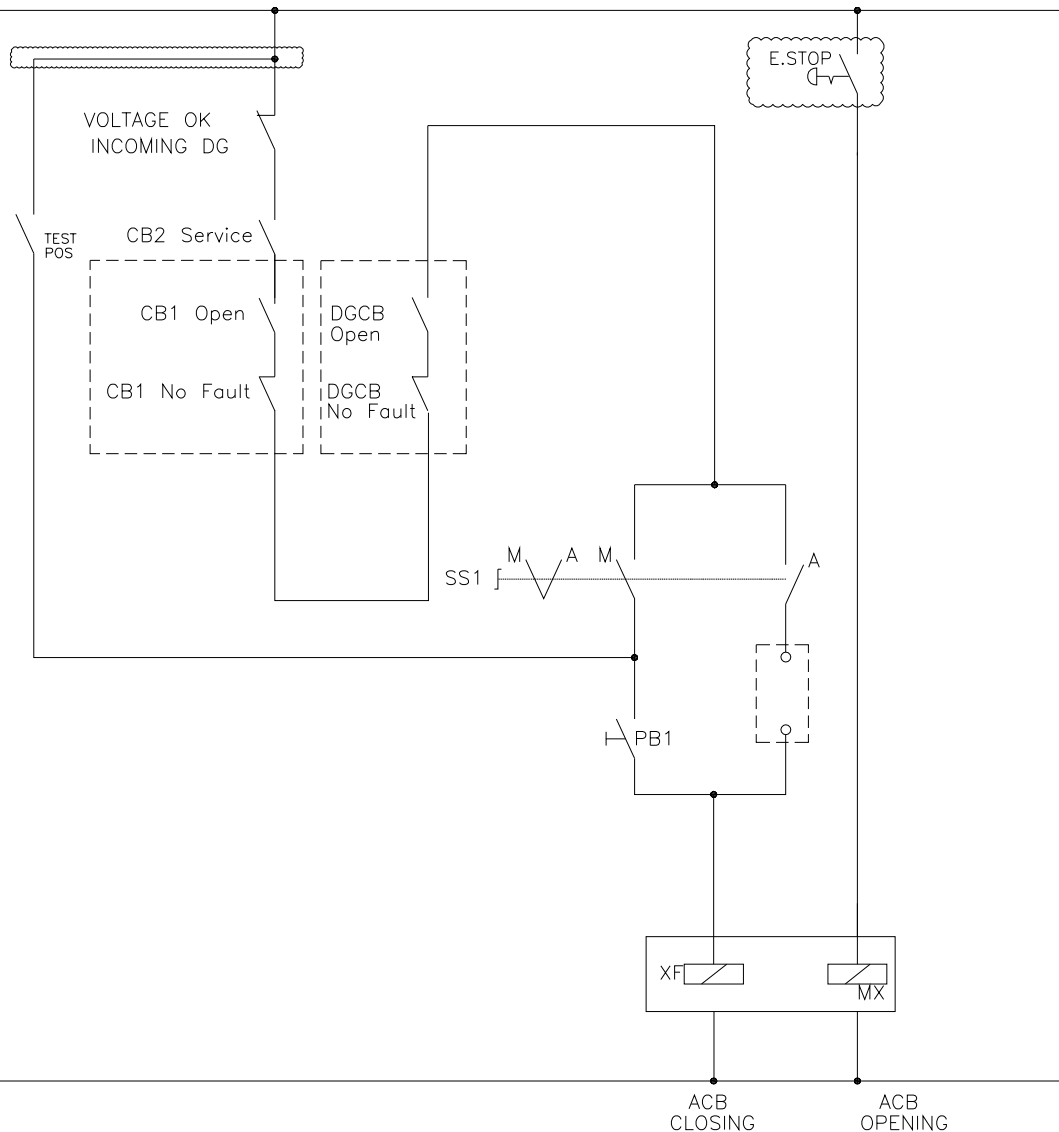 E.STOP
VOLTAGE OK
INCOMING DG
TEST
POS
CB2 Service
CB1 Open
DGCB
Open
CB1 No Fault
DGCB
No Fault
M A M A
SS1
PB1
XF
MX
ACB
CLOSING
ACB
OPENING